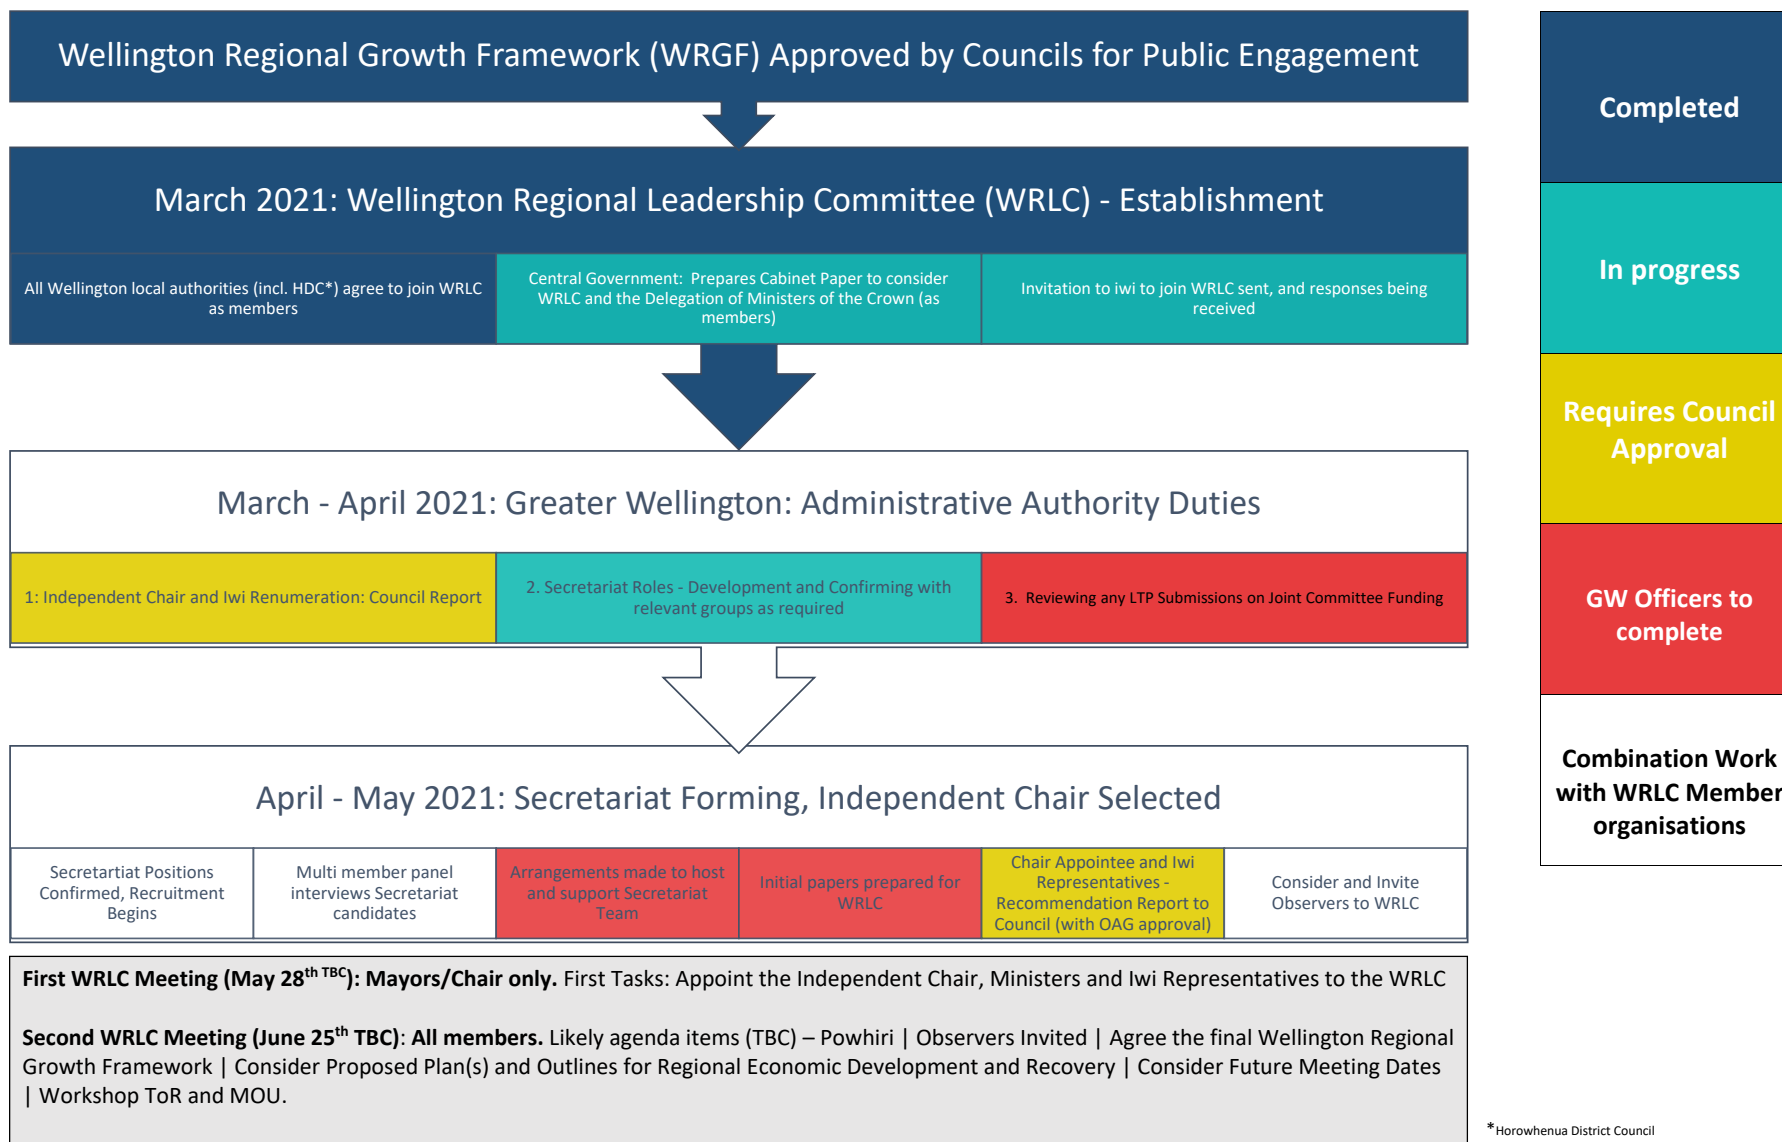 Wellington Regional Growth Framework (WRGF) Approved by Councils for Public Engagement
March 2021: Wellington Regional Leadership Committee (WRLC) - Establishment
All Wellington local authorities (incl. HDC*) agree to join WRLC
as members
Central Government: Prepares Cabinet Paper to consider
WRLC and the Delegation of Ministers of the Crown (as
members)
Invitation to iwi to join WRLC sent, and responses being
received
March - April 2021: Greater Wellington: Administrative Authority Duties
1: Independent Chair and Iwi Renumeration: Council Report
2. Secretariat Roles - Development and Confirming with
relevant groups as required
3. Reviewing any LTP Submissions on Joint Committee Funding
April - May 2021: Secretariat Forming, Independent Chair Selected
Secretartiat Positions
Confirmed, Recruitment
Begins
Multi member panel
interviews Secretariat
candidates
Arrangements made to host
and support Secretariat
Team
Initial papers prepared for
WRLC
Chair Appointee and Iwi
Representatives -
Recommendation Report to
Council (with OAG approval)
Consider and Invite
Observers to WRLC
First WRLC Meeting (May 28th TBC): Mayors/Chair only. First Tasks: Appoint the Independent Chair, Ministers and Iwi Representatives to the WRLC
Second WRLC Meeting (June 25th TBC): All members. Likely agenda items (TBC) – Powhiri | Observers Invited | Agree the final Wellington Regional
Growth Framework | Consider Proposed Plan(s) and Outlines for Regional Economic Development and Recovery | Consider Future Meeting Dates
| Workshop ToR and MOU.
Completed
In progress
Requires Council
Approval
GW Officers to
complete
Combination Work
with WRLC Member
organisations
*Horowhenua District Council